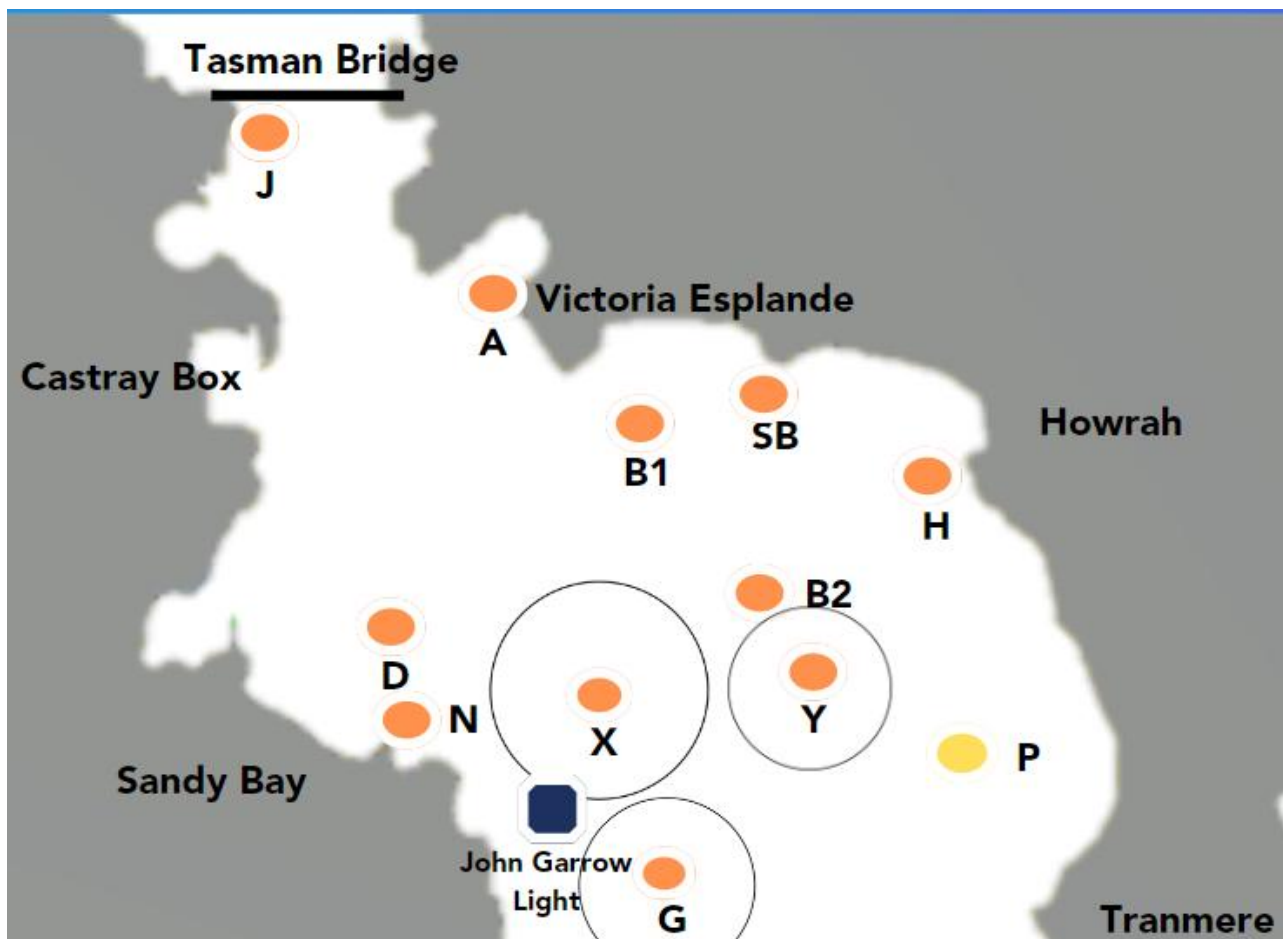 Tasman Bridge
J
Victoria Esplande
A
Castray Box
Howrah
SB
B1
H
B2
D
N
X
Y
P
Sandy Bay
John Garrow
Light
G
Tranmere